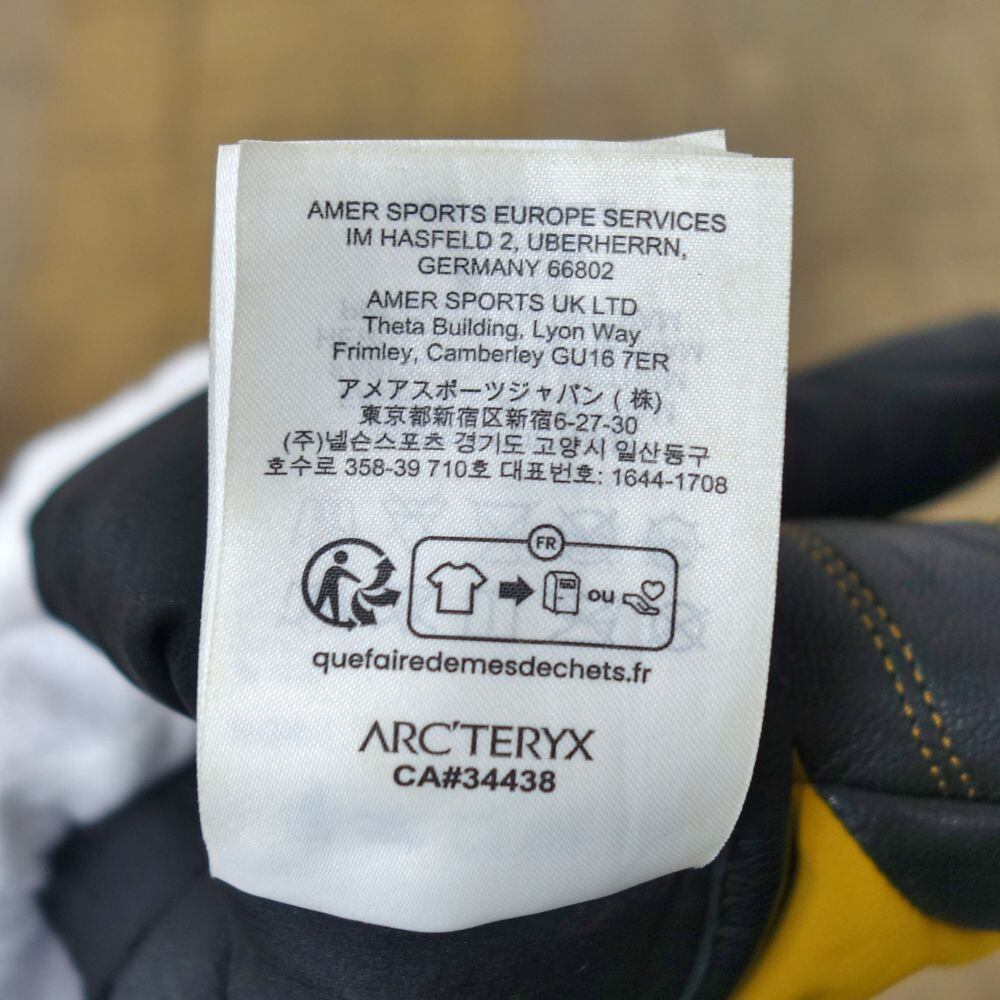 AMER SPORTS EUROPE SERVICES
IM HASFELD 2, UBERHERRN,
GERMANY 66802
AMER SPORTS UK LTD
Theta Building, Lyon Way
Frimley, Camberley GU16 7ER
アメアスポーツジャパン (株)
東京都新宿区新宿6-27-30
(주)넬슨스포츠 경기도 고양시 일산동구
호수로 358-39 710호 대표번호: 1644-1708
FR
ou
quefairedemesdechets.fr
ARC'TERYX
CA#34438